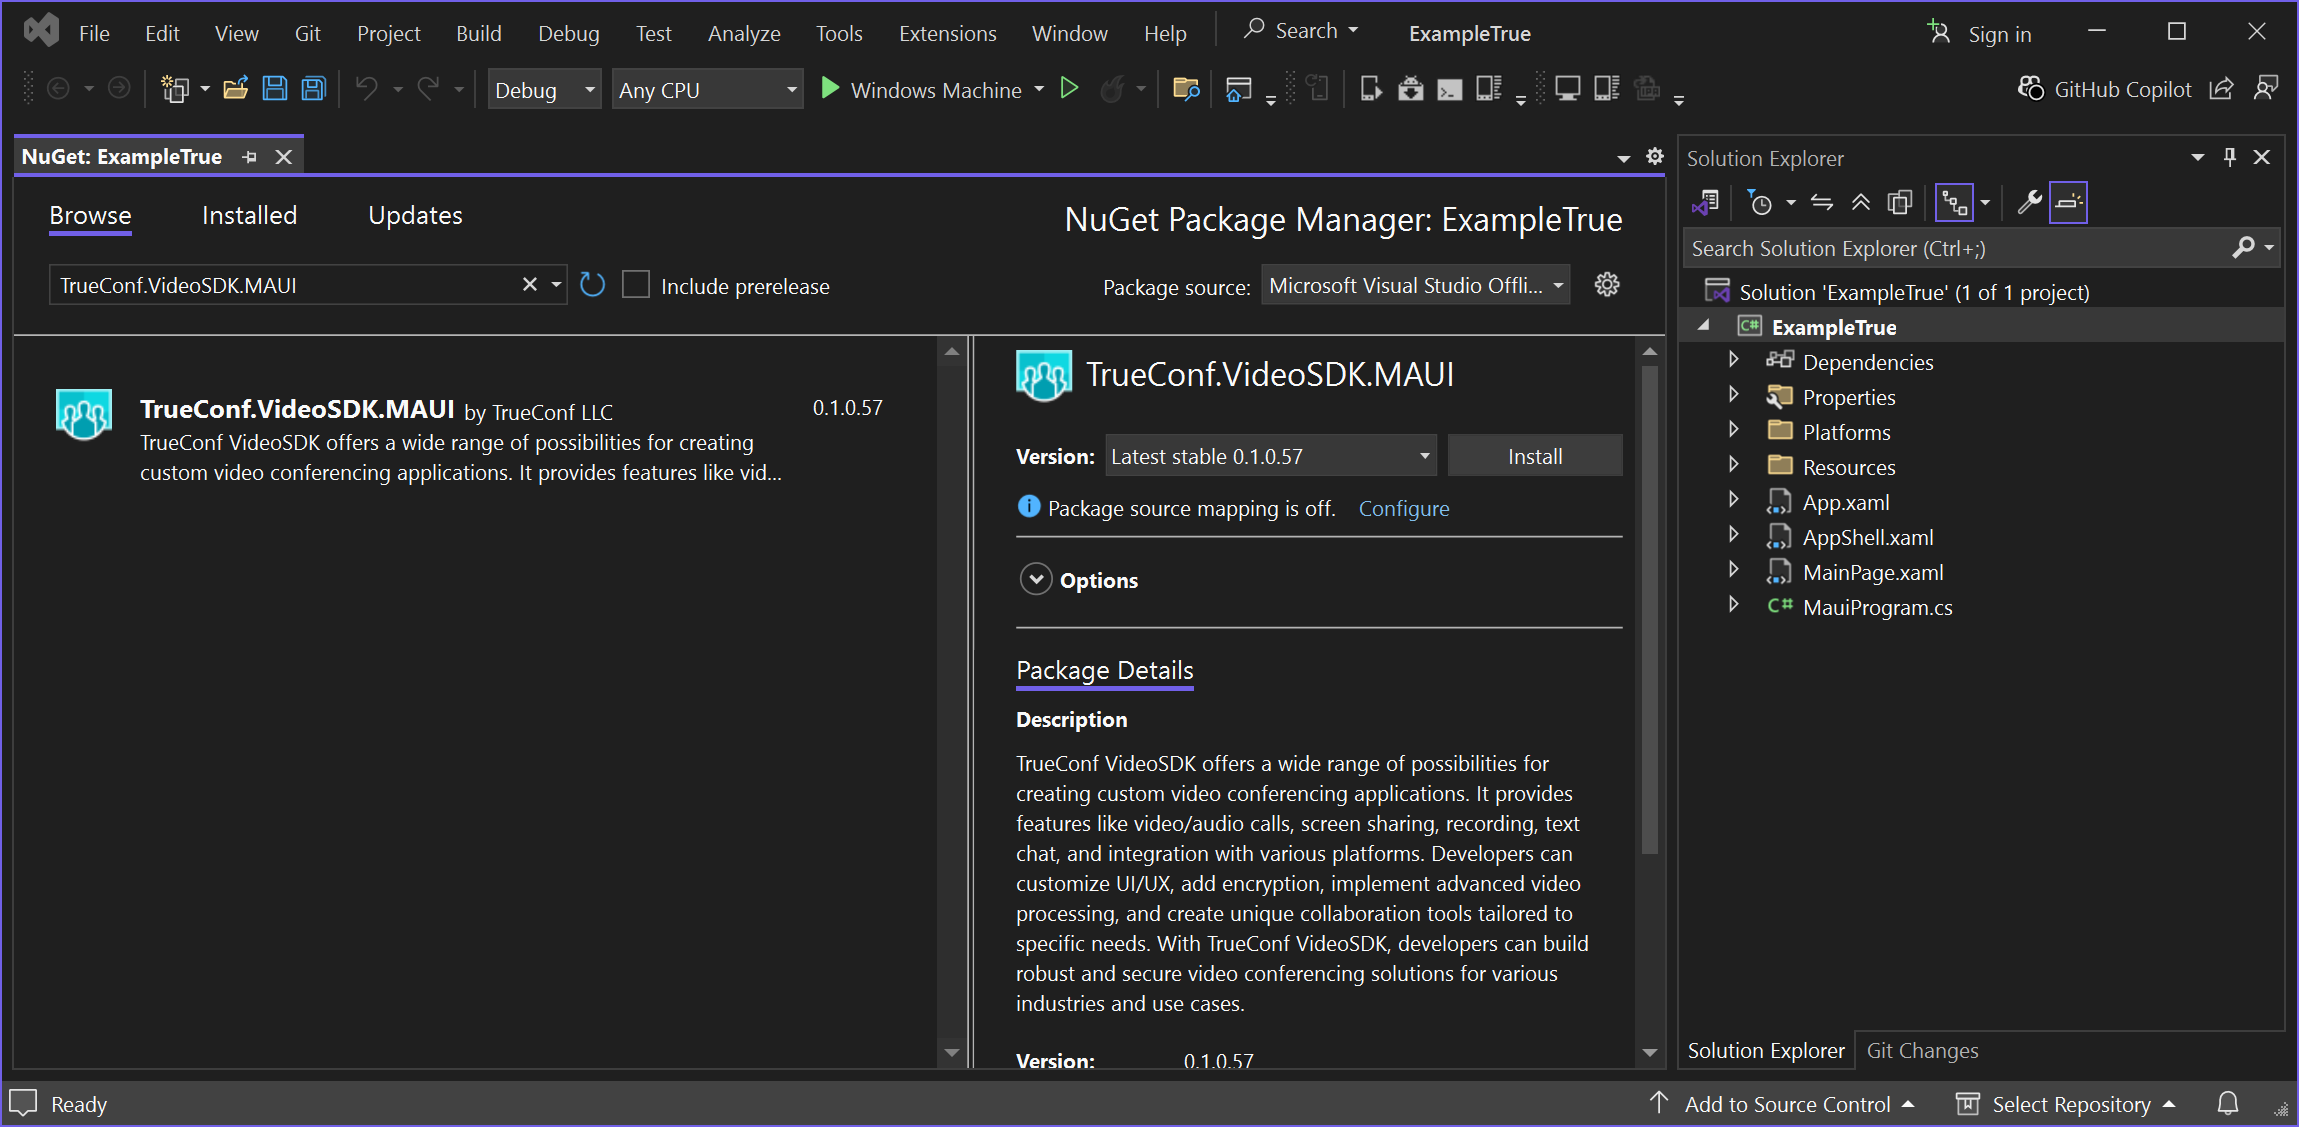 File Edit View Git Project Build Debug Test Analyze Tools Extensions Window Help Search ExampleTrue Sign in
Debug Any CPU Windows Machine GitHub Copilot
NuGet: ExampleTrue
Browse Installed Updates
NuGet Package Manager: ExampleTrue
TrueConf.VideoSDK.MAUI
Include prerelease
Package source: Microsoft Visual Studio Offli...
TrueConf.VideoSDK.MAUI by TrueConf LLC 0.1.0.57
TrueConf VideoSDK offers a wide range of possibilities for creating
custom video conferencing applications. It provides features like vid...
TrueConf.VideoSDK.MAUI
Version: Latest stable 0.1.0.57 Install
Package source mapping is off. Configure
Options
Package Details
Description
TrueConf VideoSDK offers a wide range of possibilities for
creating custom video conferencing applications. It provides
features like video/audio calls, screen sharing, recording, text
chat, and integration with various platforms. Developers can
customize UI/UX, add encryption, implement advanced video
processing, and create unique collaboration tools tailored to
specific needs. With TrueConf VideoSDK, developers can build
robust and secure video conferencing solutions for various
industries and use cases.
Version: 0.1.0.57
Solution Explorer
Search Solution Explorer (Ctrl+;)
Solution 'ExampleTrue' (1 of 1 project)
C# ExampleTrue
Dependencies
Properties
Platforms
Resources
App.xaml
AppShell.xaml
MainPage.xaml
C# MauiProgram.cs
Solution Explorer Git Changes
Ready Add to Source Control Select Repository